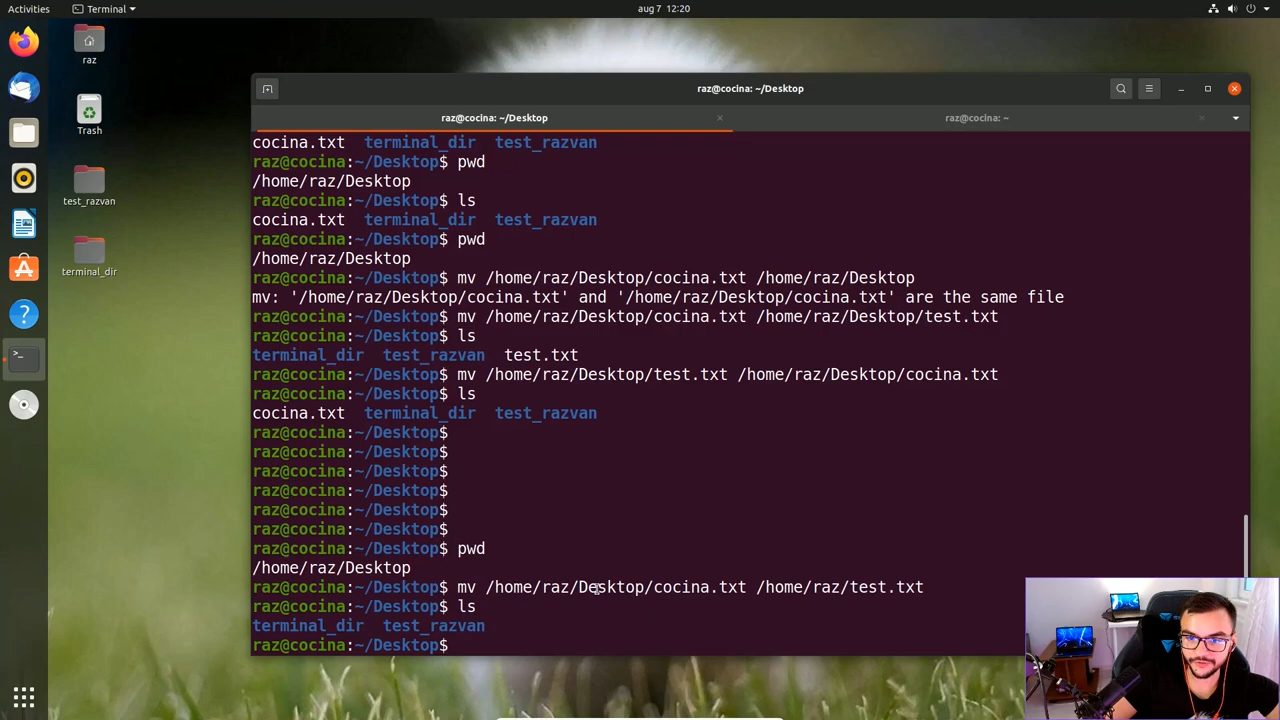 Activities
Terminal
aug 7 12:20
raz
Trash
test_razvan
terminal_dir
raz@cocina: ~/Desktop
raz@cocina: ~/Desktop
raz@cocina: ~
cocina.txt terminal_dir test_razvan
raz@cocina:~/Desktop$ pwd
/home/raz/Desktop
raz@cocina:~/Desktop$ ls
cocina.txt terminal_dir test_razvan
raz@cocina:~/Desktop$ pwd
/home/raz/Desktop
raz@cocina:~/Desktop$ mv /home/raz/Desktop/cocina.txt /home/raz/Desktop
mv: '/home/raz/Desktop/cocina.txt' and '/home/raz/Desktop/cocina.txt' are the same file
raz@cocina:~/Desktop$ mv /home/raz/Desktop/cocina.txt /home/raz/Desktop/test.txt
raz@cocina:~/Desktop$ ls
terminal_dir test_razvan test.txt
raz@cocina:~/Desktop$ mv /home/raz/Desktop/test.txt /home/raz/Desktop/cocina.txt
raz@cocina:~/Desktop$ ls
cocina.txt terminal_dir test_razvan
raz@cocina:~/Desktop$
raz@cocina:~/Desktop$
raz@cocina:~/Desktop$
raz@cocina:~/Desktop$
raz@cocina:~/Desktop$
raz@cocina:~/Desktop$
raz@cocina:~/Desktop$ pwd
/home/raz/Desktop
raz@cocina:~/Desktop$ mv /home/raz/Desktop/cocina.txt /home/raz/test.txt
raz@cocina:~/Desktop$ ls
terminal_dir test_razvan
raz@cocina:~/Desktop$